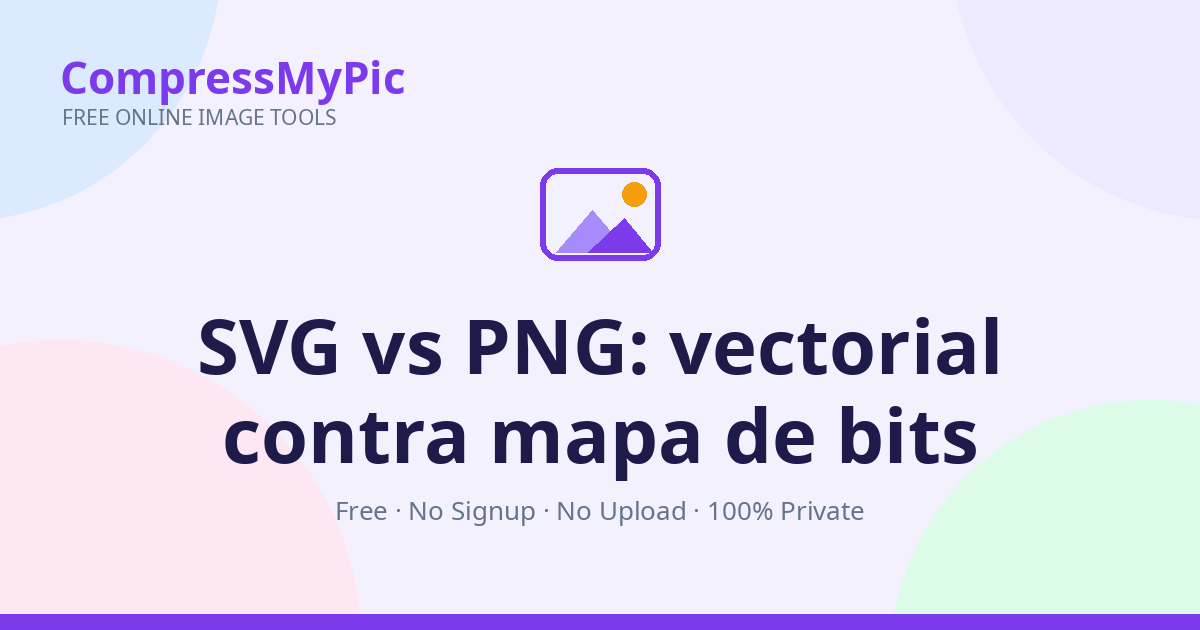 CompressMyPic
FREE ONLINE IMAGE TOOLS
SVG vs PNG: vectorial
contra mapa de bits
Free · No Signup · No Upload · 100% Private